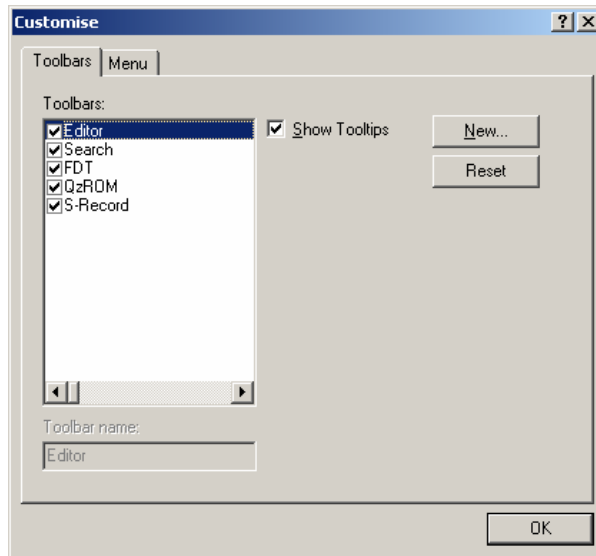 Customise
Toolbars Menu
Toolbars:
Editor
Search
FDT
QzROM
S-Record
Show Tooltips
New...
Reset
Toolbar name:
Editor
OK